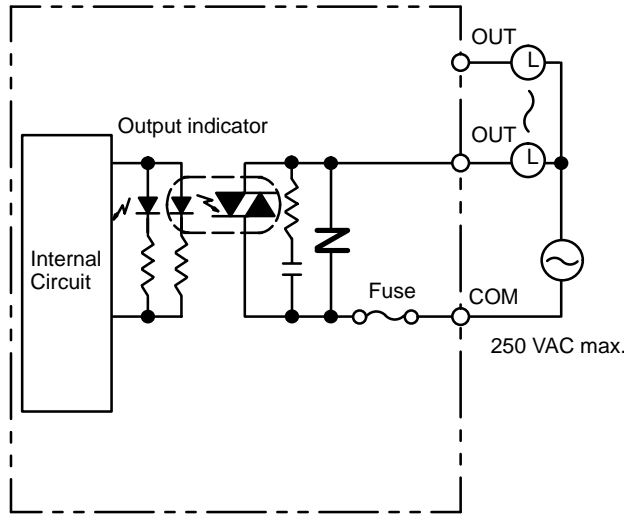 OUT
L
Output indicator
OUT
L
Internal
Circuit
Fuse
COM
250 VAC max.